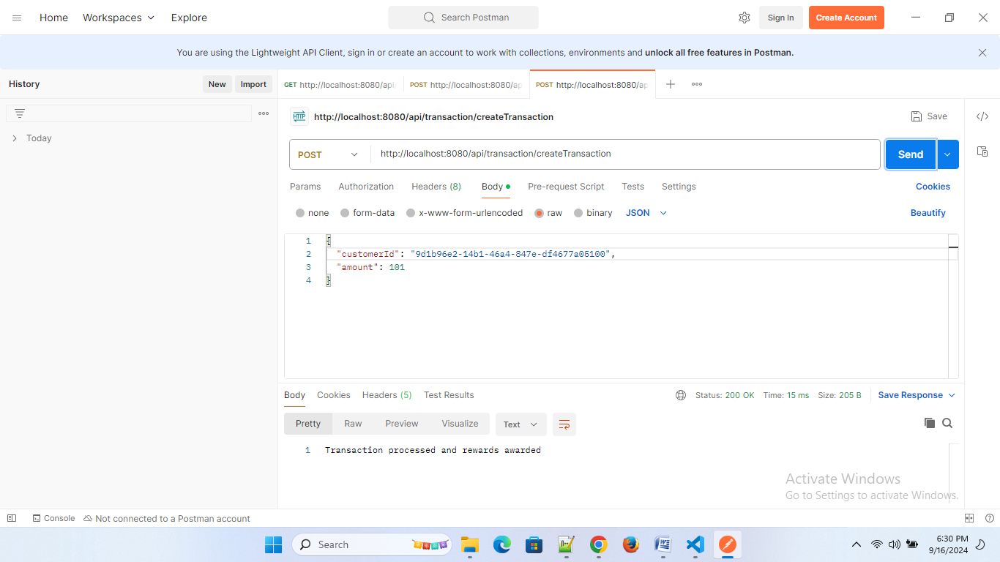 Home Workspaces Explore Search Postman Sign In Create Account
You are using the Lightweight API Client, sign in or create an account to work with collections, environments and unlock all free features in Postman.
History New Import
GET http://localhost:8080/api/ POST http://localhost:8080/ap POST http://localhost:8080/ap
HTTP http://localhost:8080/api/transaction/createTransaction Save
Today
POST http://localhost:8080/api/transaction/createTransaction Send
Params Authorization Headers (8) Body Pre-request Script Tests Settings Cookies
none form-data x-www-form-urlencoded raw binary JSON Beautify
1 {
2 "customerId": "9d1b96e2-14b1-46a4-847e-df4677a05100",
3 "amount": 101
4 }
Body Cookies Headers (5) Test Results Status: 200 OK Time: 15 ms Size: 205 B Save Response
Pretty Raw Preview Visualize Text
1 Transaction processed and rewards awarded
Activate Windows
Go to Settings to activate Windows.
Console Not connected to a Postman account
Search
6:30 PM
9/16/2024